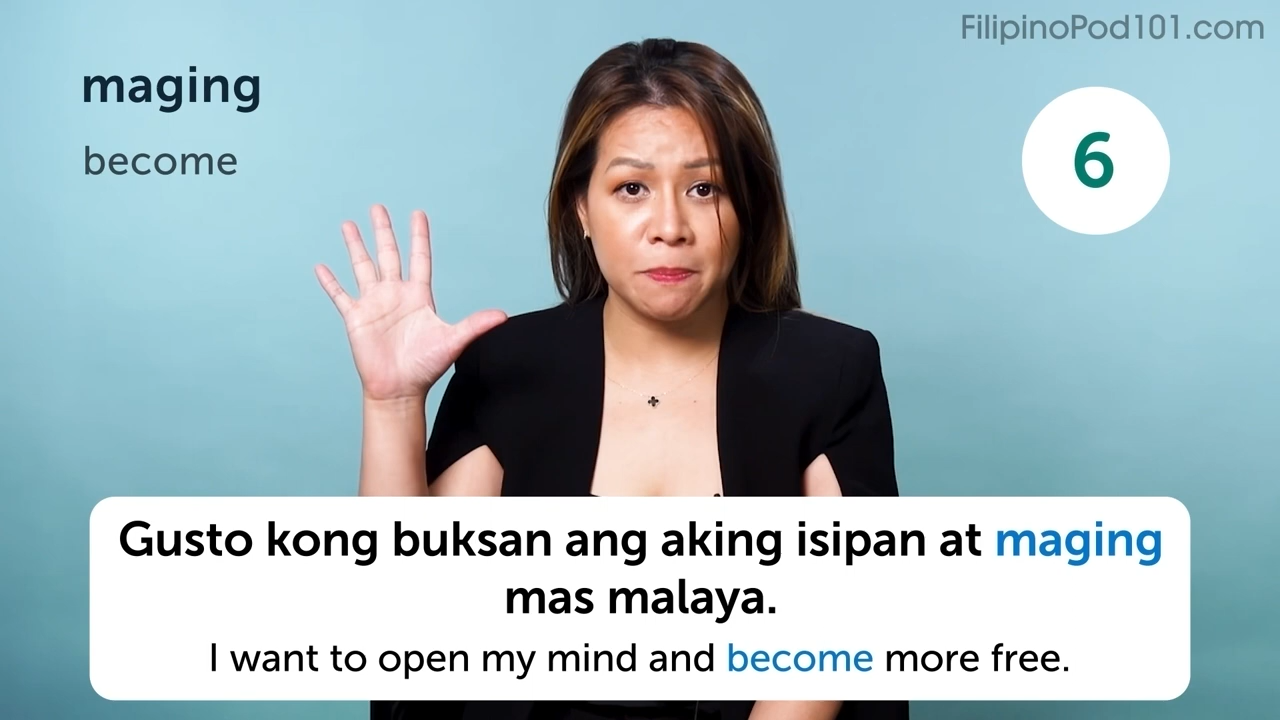 FilipinoPod101.com
maging
become
6
Gusto kong buksan ang aking isipan at maging
mas malaya.
I want to open my mind and become more free.